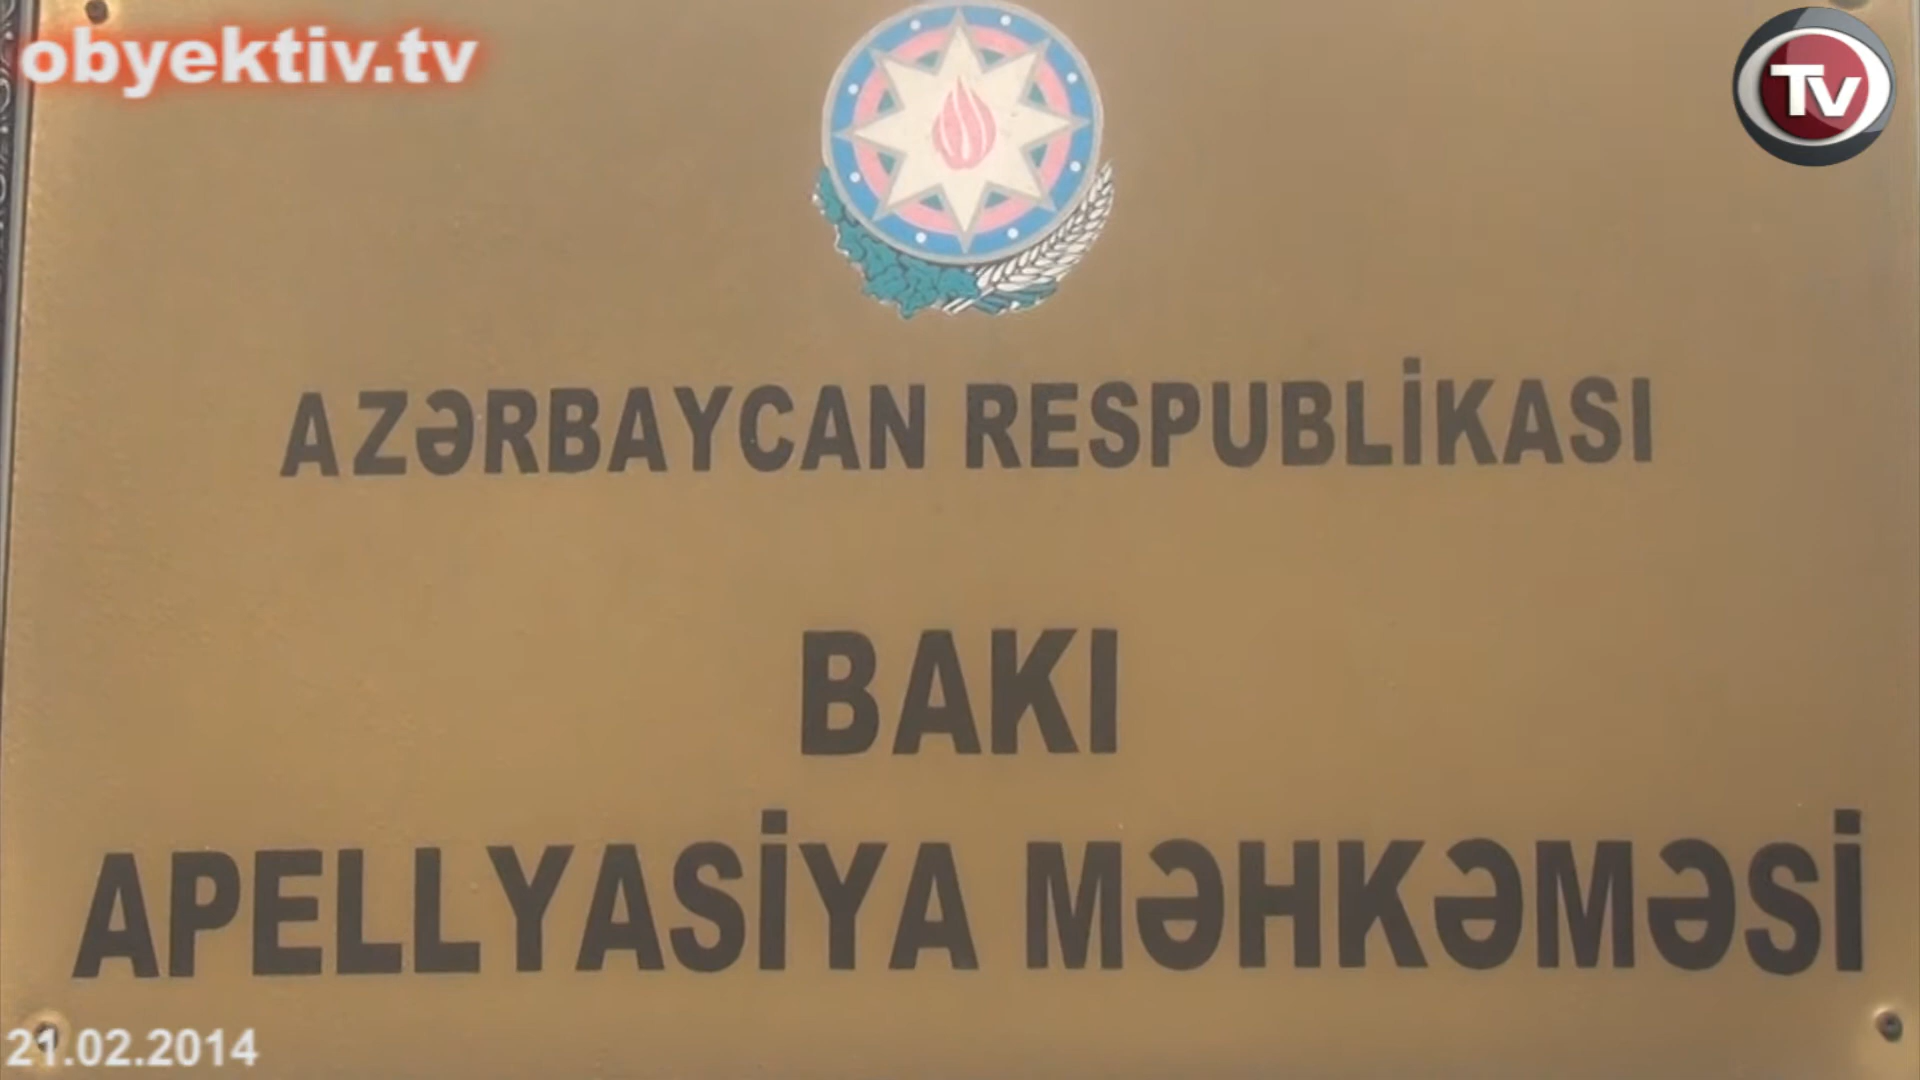 obyektiv.tv
TV
AZƏRBAYCAN RESPUBLİKASI
BAKI
APELLYASİYA MƏHKƏMƏSİ
21.02.2014